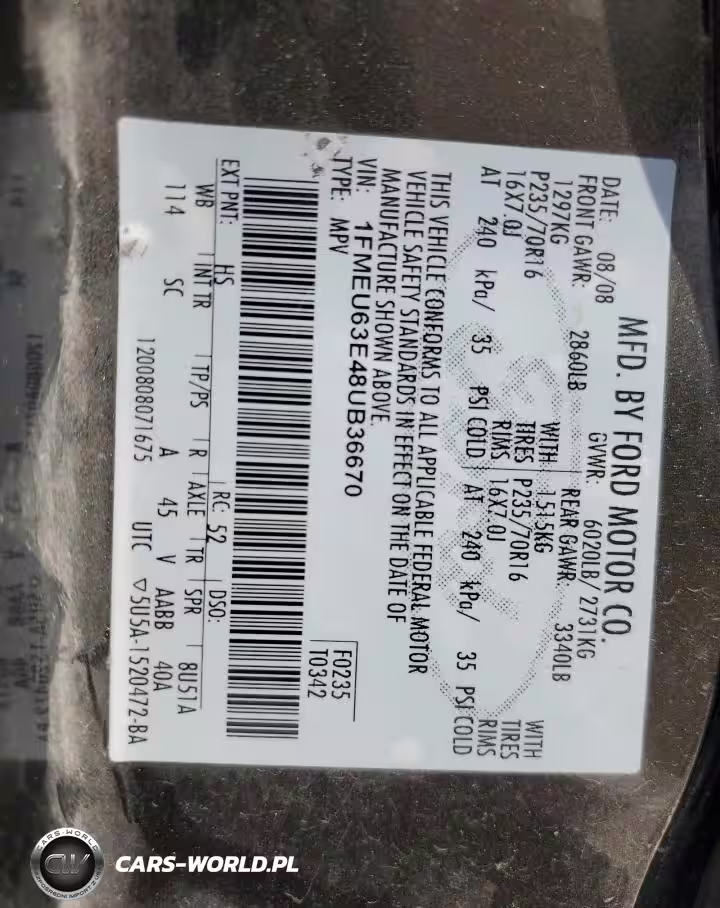 MFD. BY FORD MOTOR CO.
DATE: 08/08 GVWR: 6020LB/ 2731KG
FRONT GAWR: 2860LB REAR GAWR: 3340LB
1297KG WITH 1515KG WITH
P235/70R16 TIRES P235/70R16 TIRES
16X7.0J RIMS 16X7.0J RIMS
AT 240 kPa/ 35 PSI COLD AT 240 kPa/ 35 PSI COLD
THIS VEHICLE CONFORMS TO ALL APPLICABLE FEDERAL MOTOR
VEHICLE SAFETY STANDARDS IN EFFECT ON THE DATE OF
MANUFACTURE SHOWN ABOVE.
VIN: 1FMEU63E48UB36670
TYPE: MPV
F0235
T0342
EXT PNT: HS RC: 52 DSO:
WB INT TR TP/PS R AXLE TR SPR 8U51A
114 SC A 45 V AABB 40A
1200808071675 UTC ▽5U5A-1520472-BA
CARS-WORLD
CW
CARS-WORLD.PL